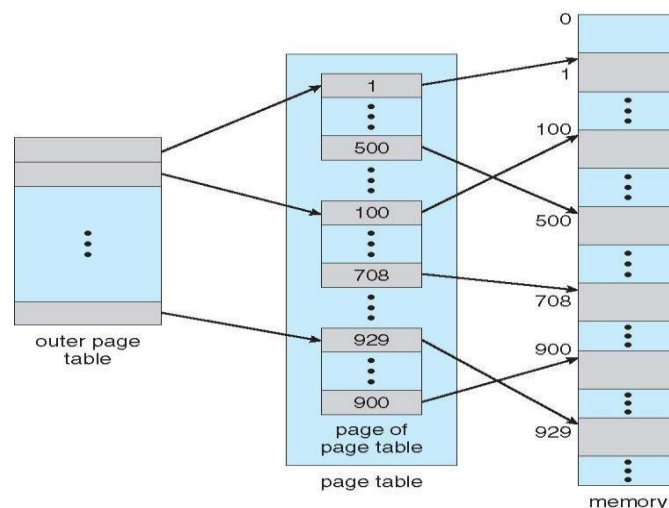 outer page
table
1
500
100
708
929
900
page of
page table
page table
0
1
100
500
708
900
929
memory